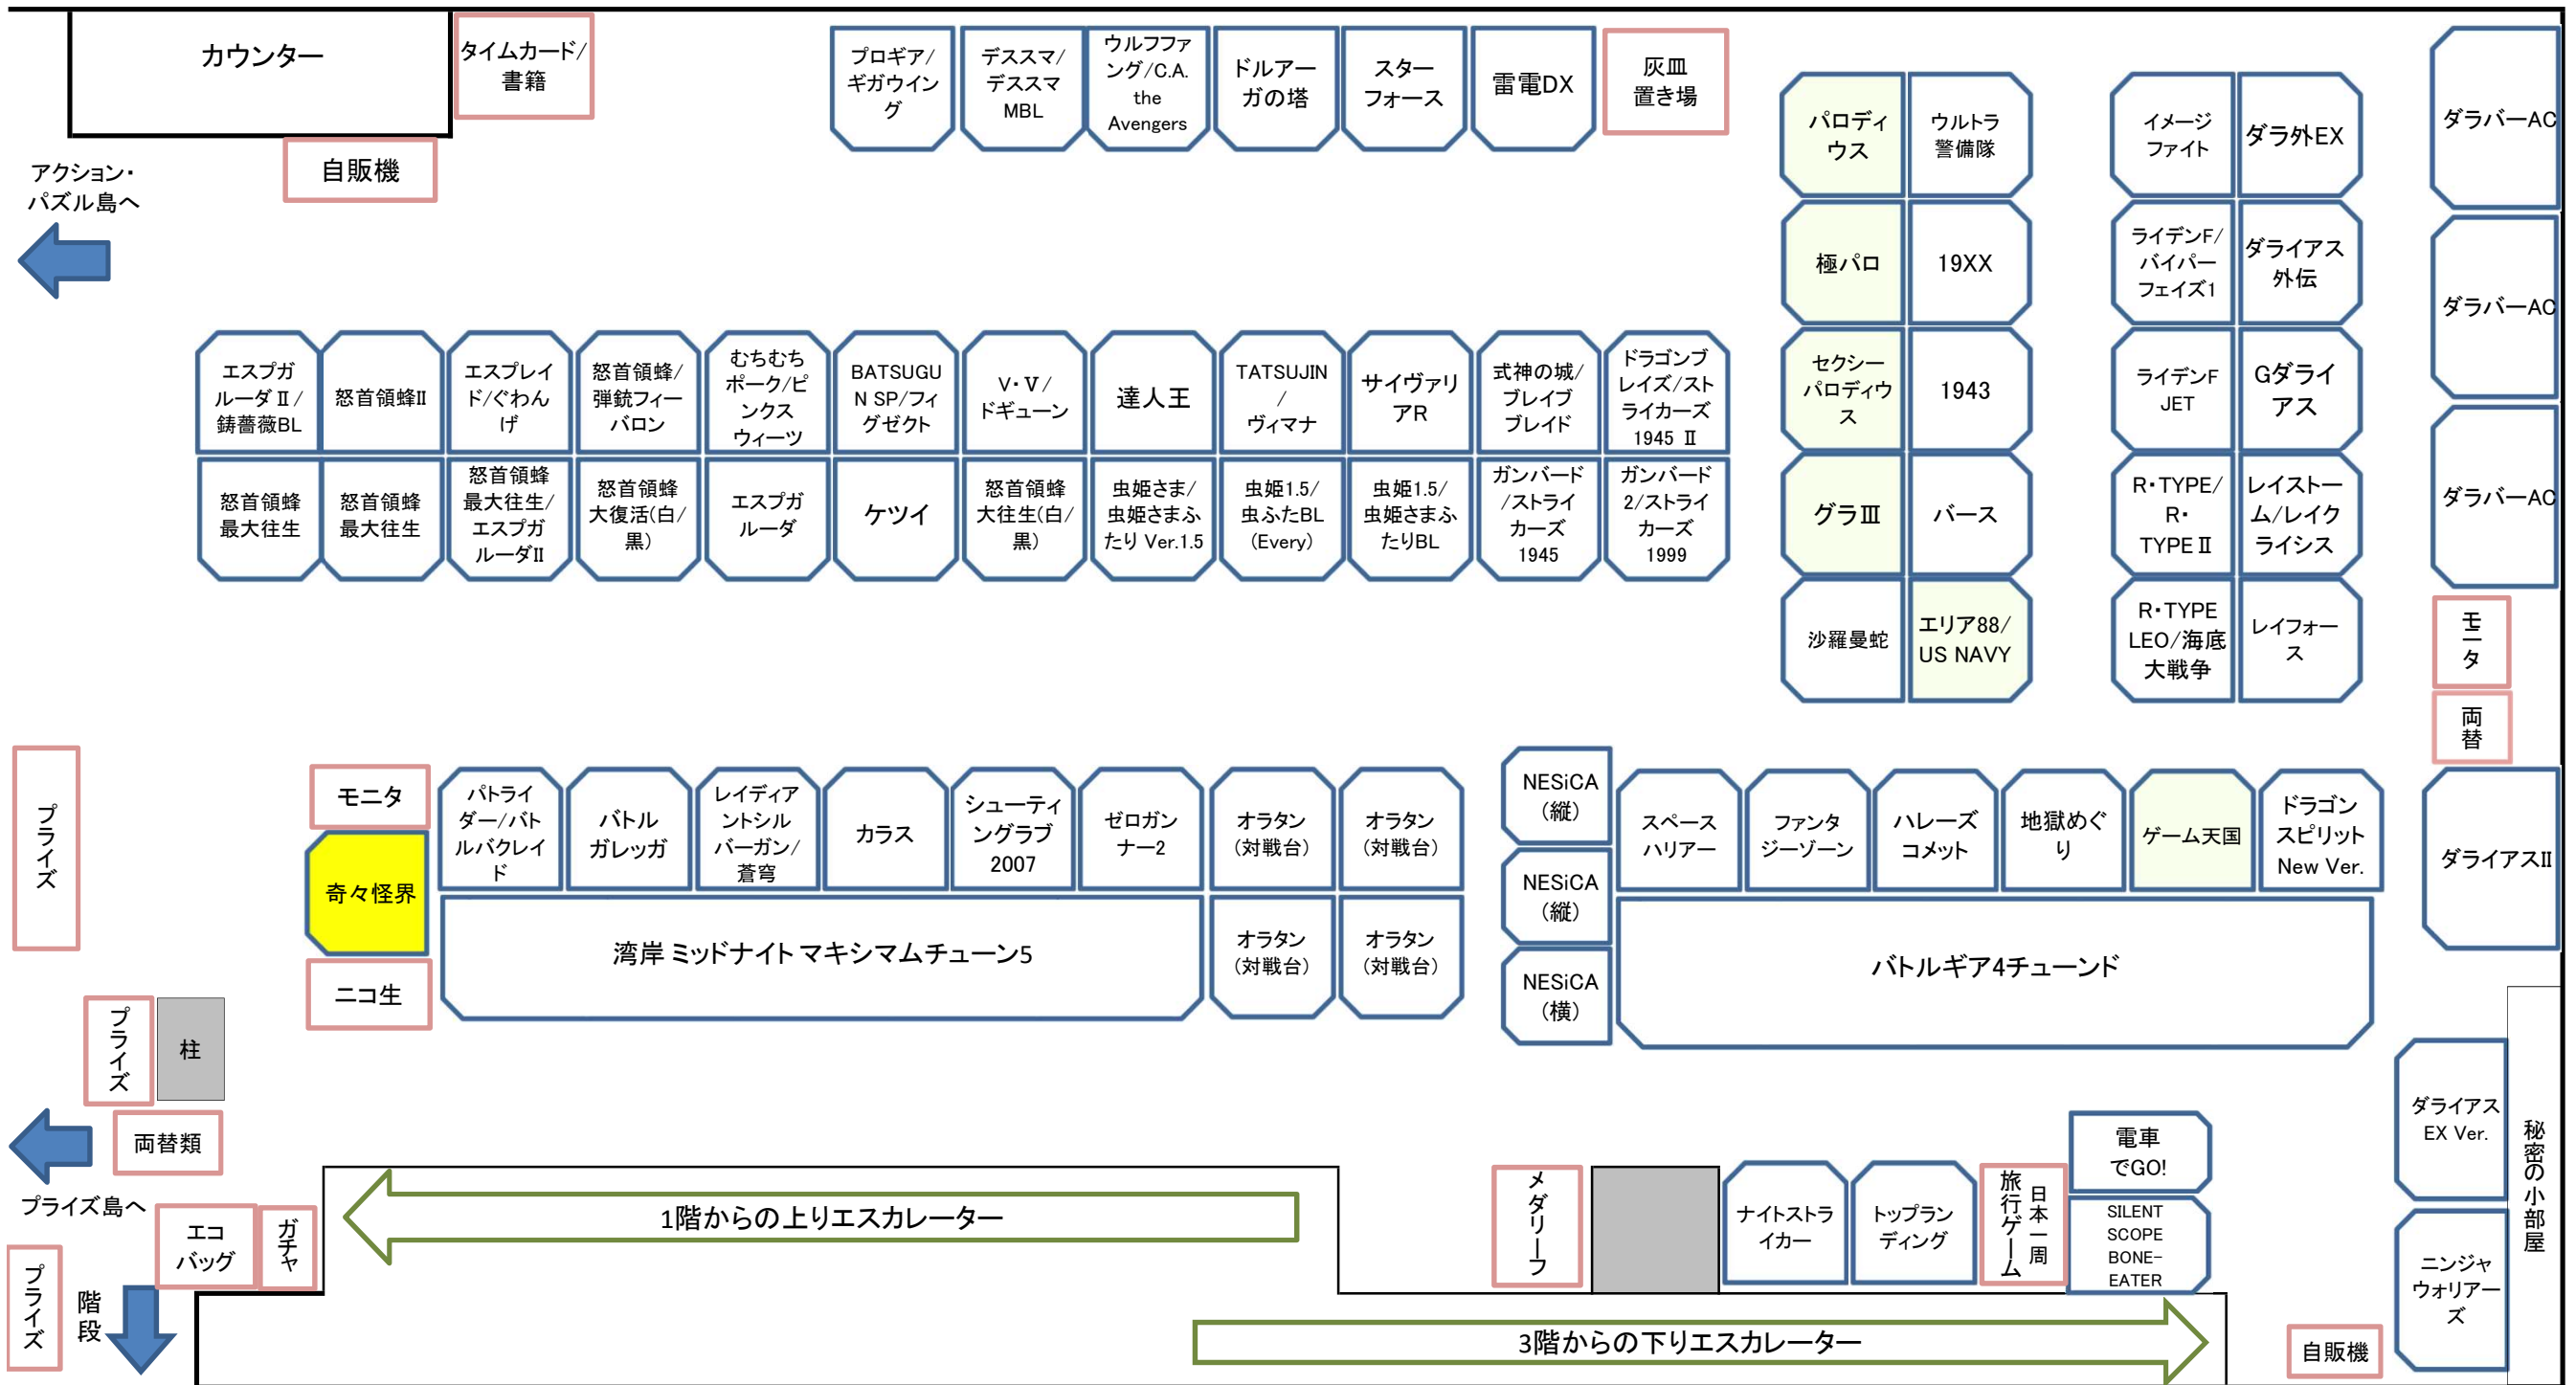 カウンター
タイムカード/
書籍
自販機
アクション・
パズル島へ
プロギア/
ギガウイン
グ
デススマ/
デススマ
MBL
ウルフファ
ング/C.A.
the
Avengers
ドルアー
ガの塔
スター
フォース
雷電DX
灰皿
置き場
パロディ
ウス
ウルトラ
警備隊
極パロ
19XX
セクシー
パロディウ
ス
1943
グラⅢ
バース
沙羅曼蛇
エリア88/
US NAVY
イメージ
ファイト
ダラ外EX
ライデンF/
バイパー
フェイズ1
ダライアス
外伝
ライデンF
JET
Gダライ
アス
R・TYPE/
R・
TYPEⅡ
レイストー
ム/レイク
ライシス
R・TYPE
LEO/海底
大戦争
レイフォー
ス
ダラバーAC
ダラバーAC
ダラバーAC
モニタ
両替
ダライアスII
エスプガ
ルーダⅡ/
鋳薔薇BL
怒首領蜂II
エスプレイ
ド/ぐわん
げ
怒首領蜂/
弾銃フィー
バロン
むちむち
ポーク/ピ
ンクス
ウィーツ
BATSUGU
N SP/フィ
グゼクト
V・V/
ドギューン
達人王
TATSUJIN
/
ヴィマナ
サイヴァリ
アR
式神の城/
ブレイブ
ブレイド
ドラゴンブ
レイズ/スト
ライカーズ
1945 Ⅱ
怒首領蜂
最大往生
怒首領蜂
最大往生
怒首領蜂
最大往生/
エスプガ
ルーダII
怒首領蜂
大復活(白/
黒)
エスプガ
ルーダ
ケツイ
怒首領蜂
大往生(白/
黒)
虫姫さま/
虫姫さまふ
たり Ver.1.5
虫姫1.5/
虫ふたBL
(Every)
虫姫1.5/
虫姫さまふ
たりBL
ガンバード
/ストライ
カーズ
1945
ガンバード
2/ストライ
カーズ
1999
プライズ
モニタ
奇々怪界
ニコ生
パトライ
ダー/バト
ルバクレイ
ド
バトル
ガレッガ
レイディア
ントシル
バーガン/
蒼穹
カラス
シューティ
ングラブ
2007
ゼロガン
ナー2
オラタン
(対戦台)
オラタン
(対戦台)
湾岸 ミッドナイト マキシマムチューン5
オラタン
(対戦台)
オラタン
(対戦台)
NESiCA
(縦)
NESiCA
(縦)
NESiCA
(横)
スペース
ハリアー
ファンタ
ジーゾーン
ハレーズ
コメット
地獄めぐ
り
ゲーム天国
ドラゴン
スピリット
New Ver.
バトルギア4チューンド
プライズ
柱
両替類
プライズ島へ
エコ
バッグ
ガチャ
プライズ
階段
1階からの上りエスカレーター
3階からの下りエスカレーター
メダリーフ
ナイトストラ
イカー
トップラン
ディング
日本一周
旅行ゲーム
電車
でGO!
SILENT
SCOPE
BONE-
EATER
自販機
ダライアス
EX Ver.
ニンジャ
ウォリアー
ズ
秘密の小部屋